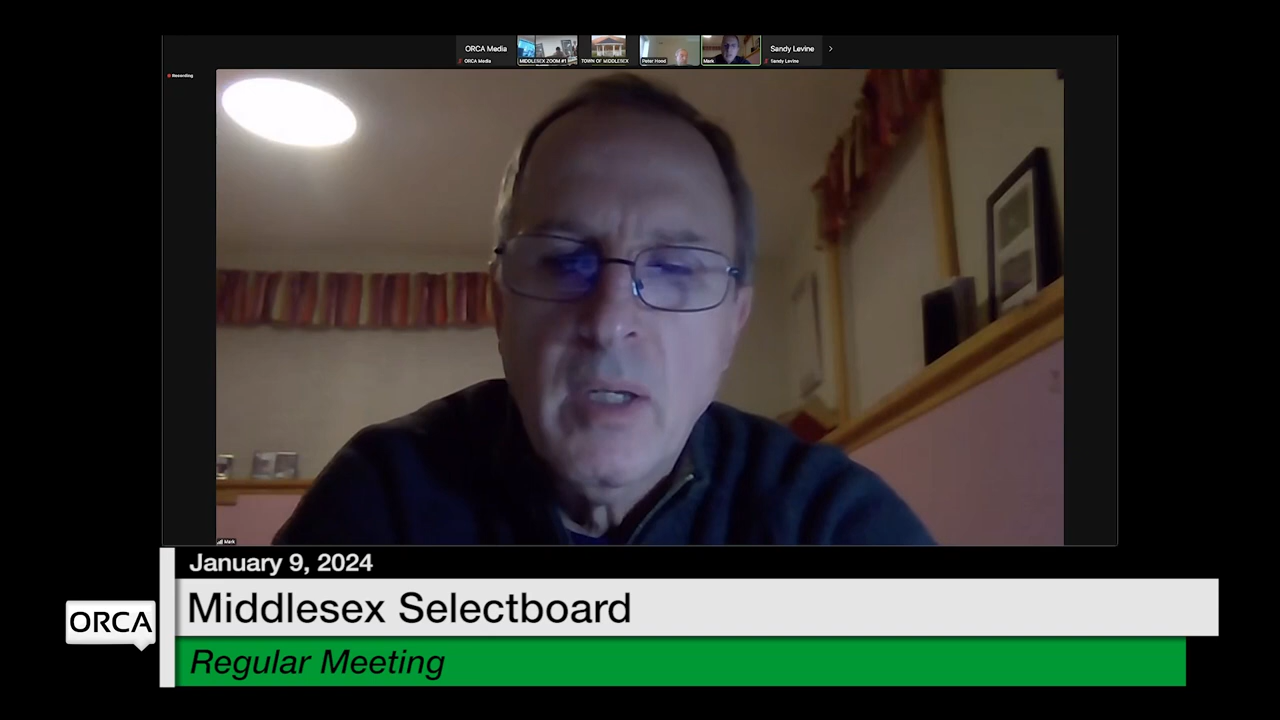 ORCA Media
Sandy Levine
ORCA Media
MIDDLESEX ZOOM #1
TOWN OF MIDDLESEX
Peter Hood
Mark
Sandy Levine
Recording
Mark
January 9, 2024
Middlesex Selectboard
ORCA
Regular Meeting